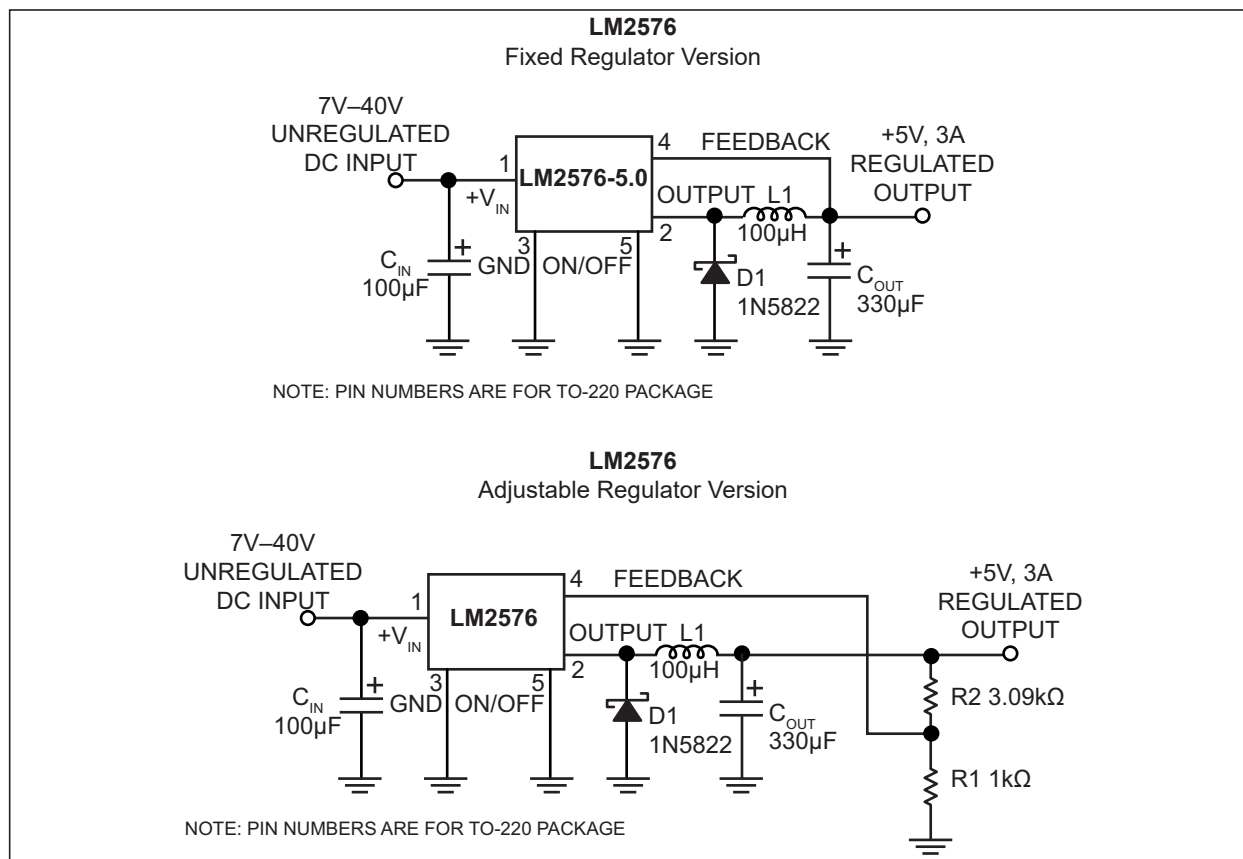 LM2576
Fixed Regulator Version
7V–40V
UNREGULATED
DC INPUT
1
+VIN
LM2576-5.0
4
FEEDBACK
+5V, 3A
REGULATED
OUTPUT
OUTPUT
L1
2
100µH
3
5
GND
ON/OFF
CIN
100µF
+
D1
1N5822
+
COUT
330µF
NOTE: PIN NUMBERS ARE FOR TO-220 PACKAGE
LM2576
Adjustable Regulator Version
7V–40V
UNREGULATED
DC INPUT
1
+VIN
LM2576
4
FEEDBACK
+5V, 3A
REGULATED
OUTPUT
OUTPUT
L1
2
100µH
3
5
GND
ON/OFF
CIN
100µF
+
D1
1N5822
+
COUT
330µF
R2 3.09kΩ
R1 1kΩ
NOTE: PIN NUMBERS ARE FOR TO-220 PACKAGE